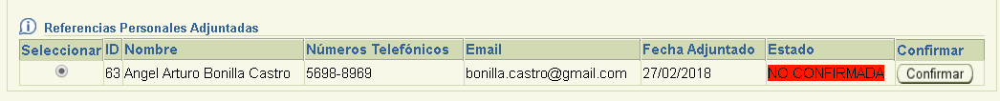 Referencias Personales Adjuntadas
Seleccionar ID Nombre Números Telefónicos Email Fecha Adjuntado Estado Confirmar
63 Angel Arturo Bonilla Castro 5698-8969 bonilla.castro@gmail.com 27/02/2018 NO CONFIRMADA Confirmar